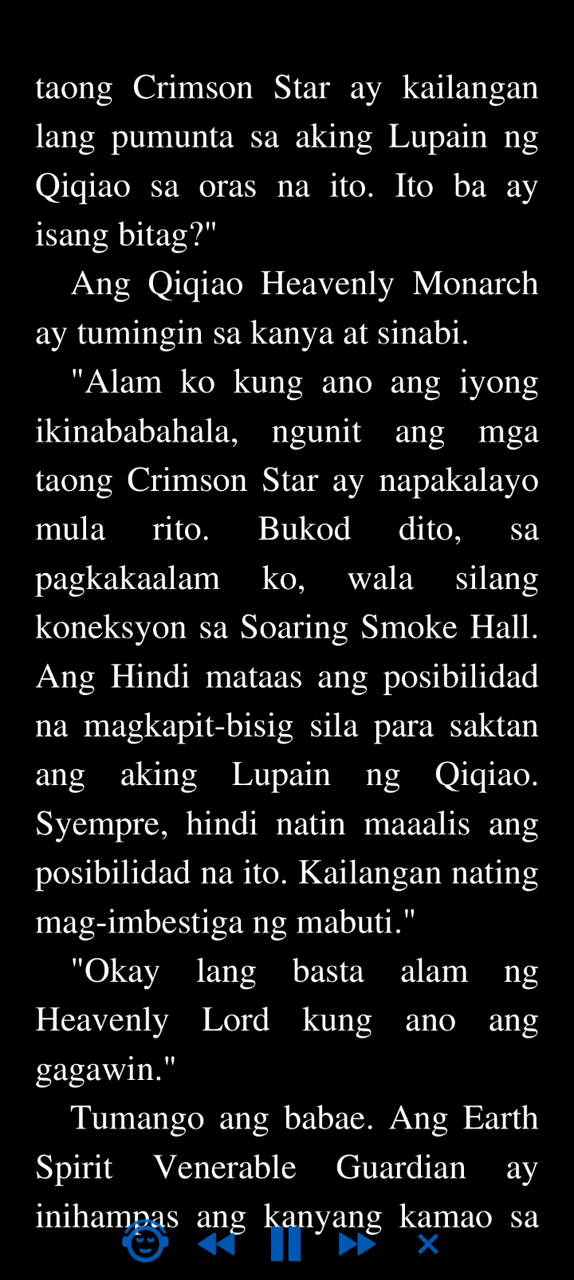 taong Crimson Star ay kailangan
lang pumunta sa aking Lupain ng
Qiqiao sa oras na ito. Ito ba ay
isang bitag?"
Ang Qiqiao Heavenly Monarch
ay tumingin sa kanya at sinabi.
"Alam ko kung ano ang iyong
ikinababahala, ngunit ang mga
taong Crimson Star ay napakalayo
mula rito. Bukod dito, sa
pagkakaalam ko, wala silang
koneksyon sa Soaring Smoke Hall.
Ang Hindi mataas ang posibilidad
na magkapit-bisig sila para saktan
ang aking Lupain ng Qiqiao.
Syempre, hindi natin maaalis ang
posibilidad na ito. Kailangan nating
mag-imbestiga ng mabuti."
"Okay lang basta alam ng
Heavenly Lord kung ano ang
gagawin."
Tumango ang babae. Ang Earth
Spirit Venerable Guardian ay
inihampas ang kanyang kamao sa